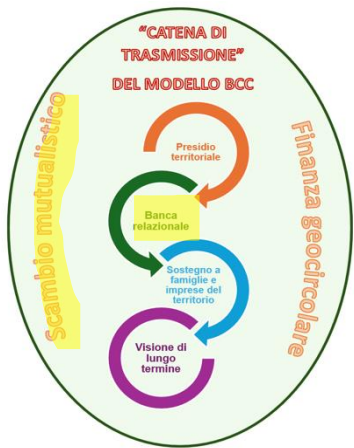 “CATENA DI
TRASMISSIONE”
DEL MODELLO BCC
Scambio mutualistico
Finanza geocircolare
Presidio
territoriale
Banca
relazionale
Sostegno a
famiglie e
imprese del
territorio
Visione di
lungo
termine